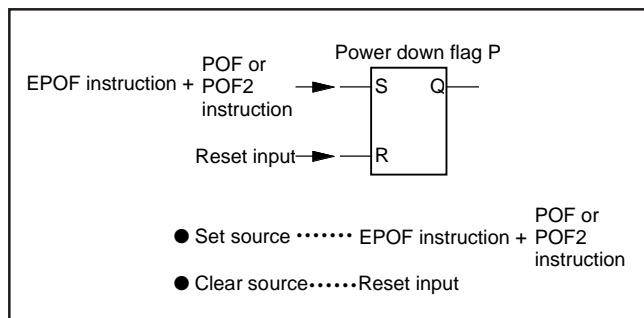 Power down flag P
EPOF instruction + POF or POF2 instruction
S Q
Reset input
R
● Set source ······· EPOF instruction + POF or POF2 instruction
● Clear source ······ Reset input